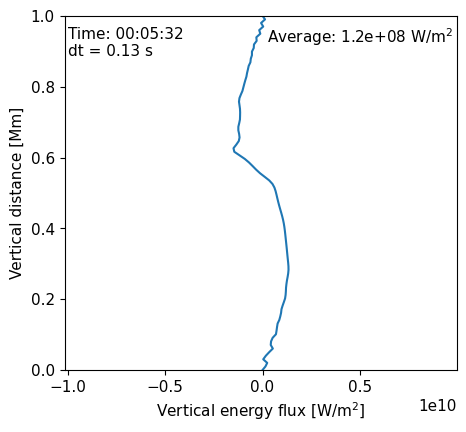 Time: 00:05:32
dt = 0.13 s
Average: 1.2e+08 W/m²
1.0
0.8
0.6
0.4
0.2
0.0
Vertical distance [Mm]
−1.0 −0.5 0.0 0.5
1e10
Vertical energy flux [W/m²]